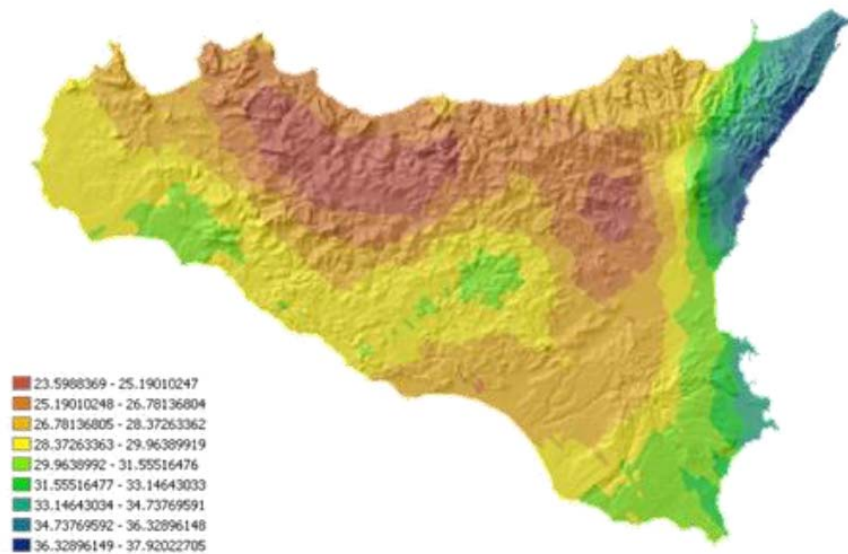 23.5988369 - 25.19010247
25.19010248 - 26.78136804
26.78136805 - 28.37263362
28.37263363 - 29.96389919
29.9638992 - 31.55516476
31.55516477 - 33.14643033
33.14643034 - 34.73769591
34.73769592 - 36.32896148
36.32896149 - 37.92022705